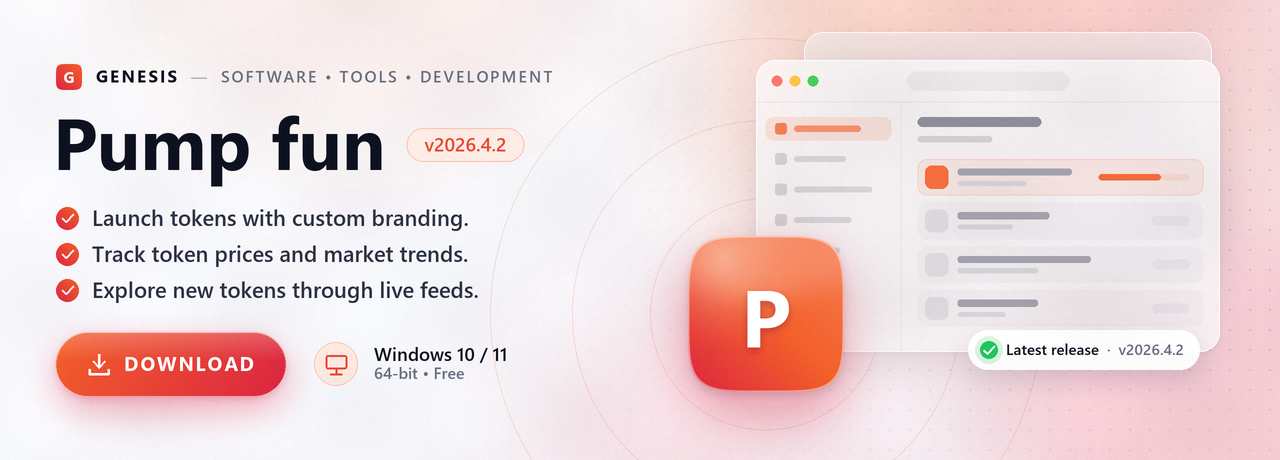 G GENESIS — SOFTWARE • TOOLS • DEVELOPMENT
Pump fun v2026.4.2
Launch tokens with custom branding.
Track token prices and market trends.
Explore new tokens through live feeds.
DOWNLOAD
Windows 10 / 11
64-bit • Free
P
Latest release · v2026.4.2